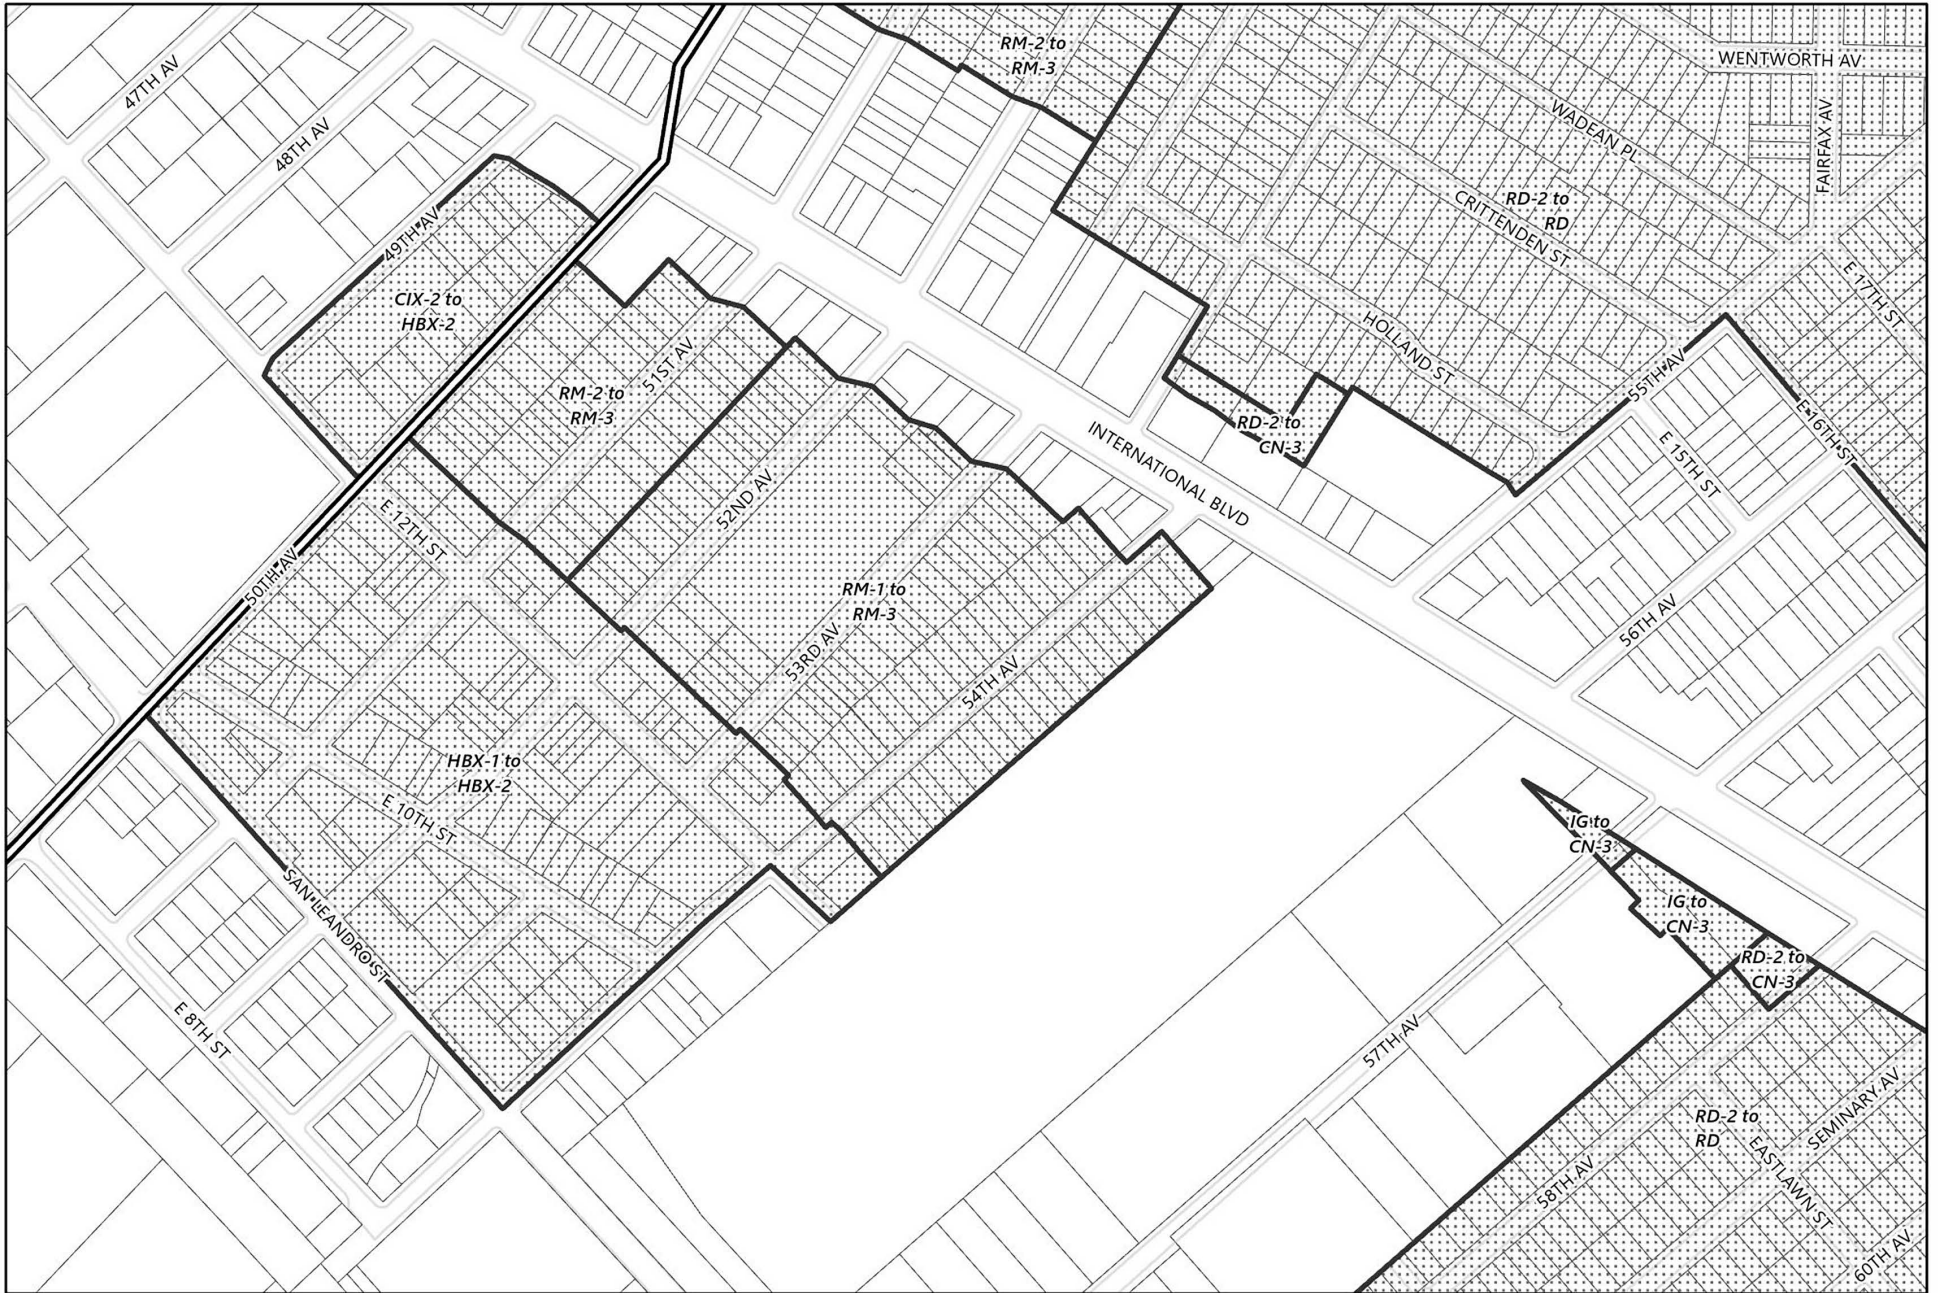 RM-2 to
RM-3
WENTWORTH AV
47TH AV
48TH AV
WADEAN PL
FAIRFAX AV
RD-2 to
RD
CRITTENDEN ST
49TH AV
E 17TH ST
CIX-2 to
HBX-2
HOLLAND ST
51ST AV
55TH AV
RM-2 to
RM-3
E 16TH ST
RD-2 to
CN-3
INTERNATIONAL BLVD
E 15TH ST
52ND AV
E 12TH ST
50TH AV
RM-1 to
RM-3
56TH AV
53RD AV
54TH AV
HBX-1 to
HBX-2
E 10TH ST
IG to
CN-3
SAN LEANDRO ST
IG to
CN-3
RD-2 to
CN-3
E 8TH ST
57TH AV
RD-2 to
RD
SEMINARY AV
58TH AV
EASTLAWN ST
60TH AV